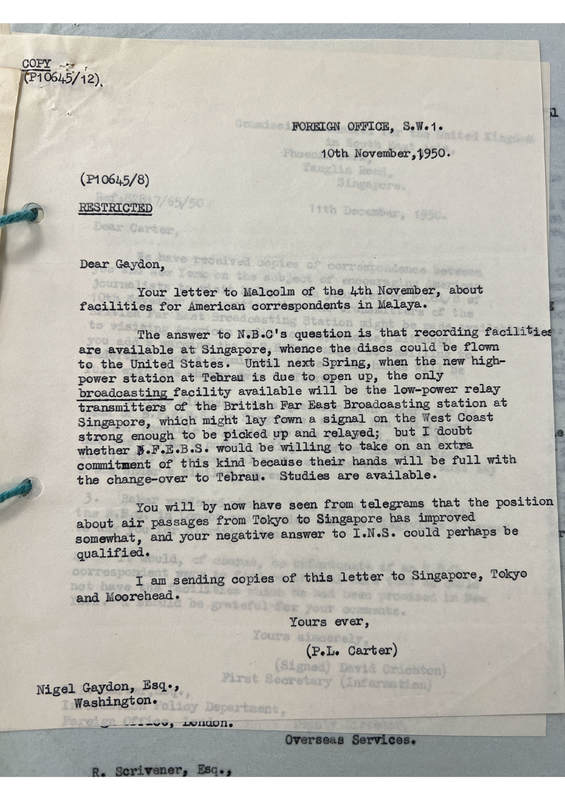 COPY
(P10645/12).
FOREIGN OFFICE, S.W.1.
10th November, 1950.
(P10645/8)
RESTRICTED
Dear Gaydon,
Your letter to Malcolm of the 4th November, about
facilities for American correspondents in Malaya.
The answer to N.B.C's question is that recording facilities
are available at Singapore, whence the discs could be flown
to the United States. Until next Spring, when the new high-
power station at Tebrau is due to open up, the only
broadcasting facility available will be the low-power relay
transmitters of the British Far East Broadcasting station at
Singapore, which might lay fown a signal on the West Coast
strong enough to be picked up and relayed; but I doubt
whether B.F.E.B.S. would be willing to take on an extra
commitment of this kind because their hands will be full with
the change-over to Tebrau. Studies are available.
You will by now have seen from telegrams that the position
about air passages from Tokyo to Singapore has improved
somewhat, and your negative answer to I.N.S. could perhaps be
qualified.
I am sending copies of this letter to Singapore, Tokyo
and Moorehead.
Yours ever,
(P.L. Carter)
Nigel Gaydon, Esq.,
Washington.
Office, London.
Overseas Services.
R. Scrivener, Esq.,